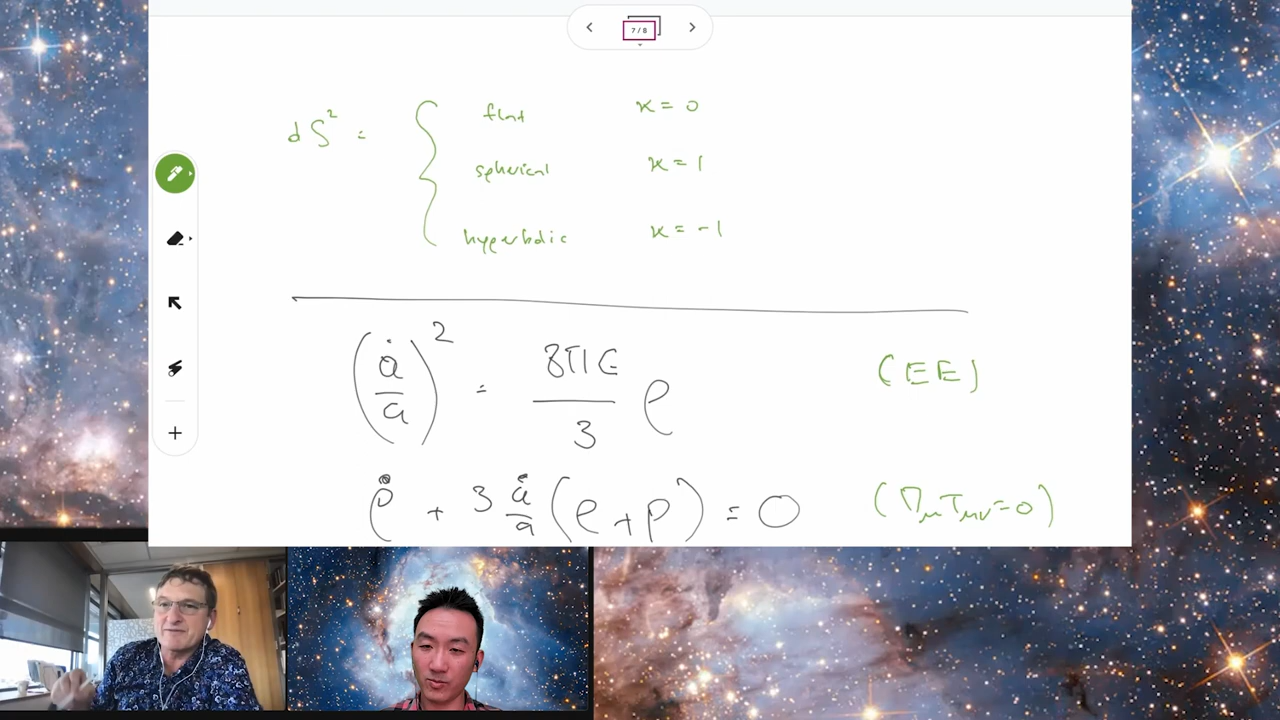 7 / 8
dS² = { flat κ = 0
spherical κ = 1
hyperbolic κ = -1
(ȧ/a)² = 8πG/3 ρ (EE)
ρ̇ + 3 ȧ/a (ρ + p) = 0 (∇μTμν = 0)